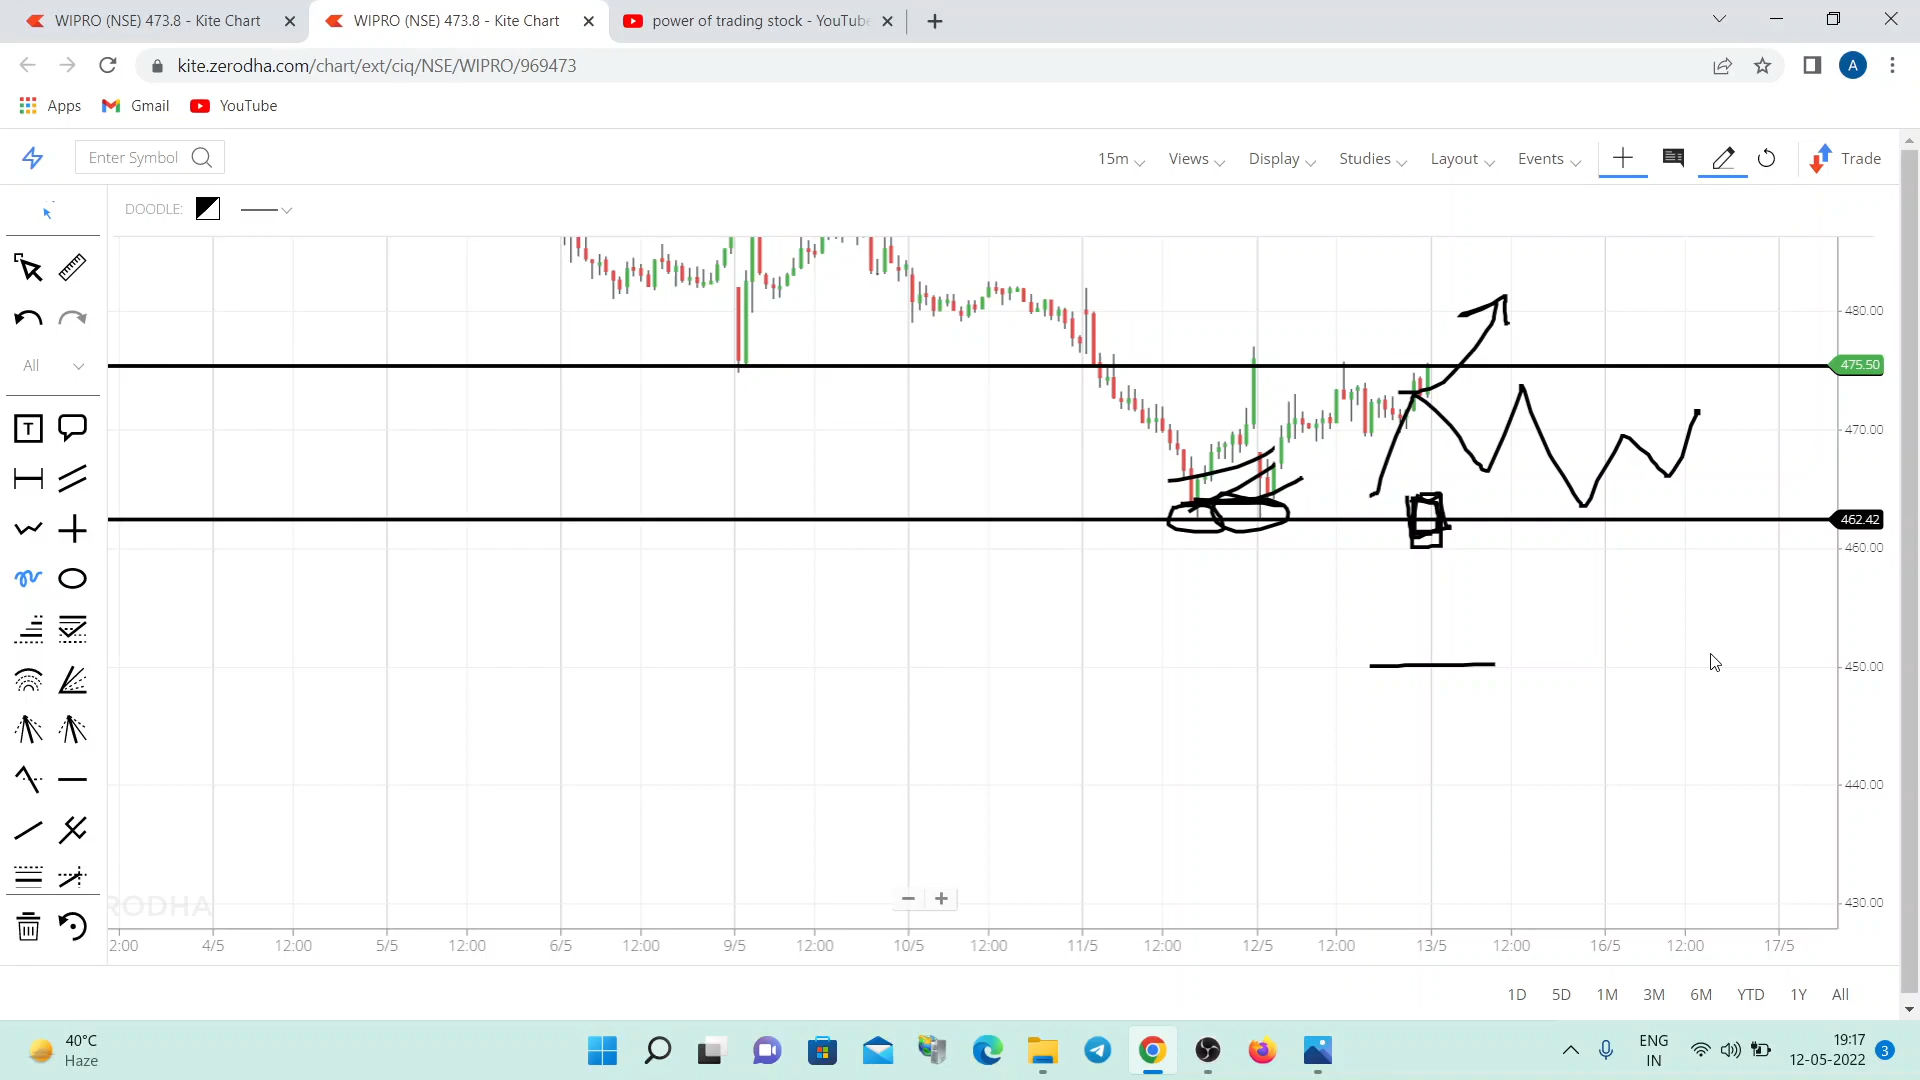 WIPRO (NSE) 473.8 - Kite Chart
WIPRO (NSE) 473.8 - Kite Chart
power of trading stock - YouTube
kite.zerodha.com/chart/ext/ciq/NSE/WIPRO/969473
A
Apps
Gmail
YouTube
Enter Symbol
15m
Views
Display
Studies
Layout
Events
Trade
DOODLE:
All
T
480.00
475.50
470.00
462.42
460.00
450.00
440.00
430.00
RODHA
2:00
4/5
12:00
5/5
12:00
6/5
12:00
9/5
12:00
10/5
12:00
11/5
12:00
12/5
12:00
13/5
12:00
16/5
12:00
17/5
1D
5D
1M
3M
6M
YTD
1Y
All
40°C
Haze
ENG
IN
19:17
12-05-2022
3